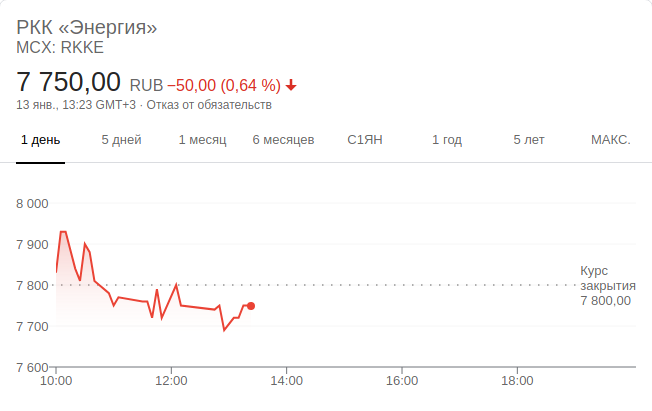 РКК «Энергия»
MCX: RKKE
7 750,00 RUB −50,00 (0,64 %)
13 янв., 13:23 GMT+3 · Отказ от обязательств
1 день 5 дней 1 месяц 6 месяцев С1ЯН 1 год 5 лет МАКС.
8 000
7 900
Курс
7 800 закрытия
7 800,00
7 700
7 600
10:00 12:00 14:00 16:00 18:00